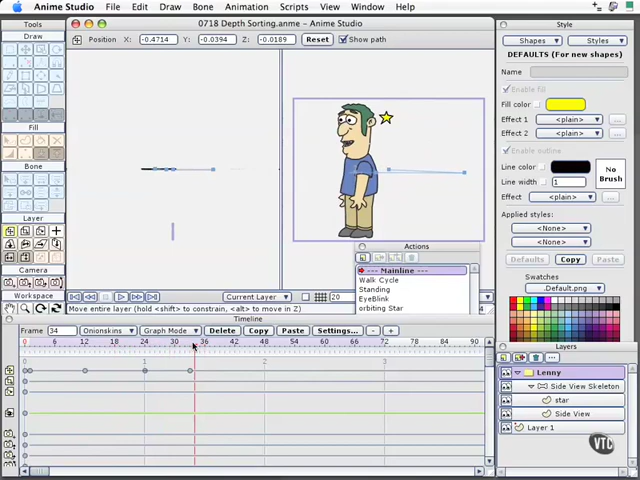 Anime Studio File Edit Draw Bone Animation Scripts View Window Help
0718 Depth Sorting.anme - Anime Studio
Tools
Draw
Fill
Bone
Layer
Camera
Workspace
Position X: -0.4714 Y: -0.0394 Z: -0.0189 Reset Show path
Actions
--- Mainline
Walk Cycle
Standing
EyeBlink
orbiting Star
Current Layer 20
Move entire layer (hold <shift> to constrain, <alt> to move in Z)
Timeline
Frame 34 Onionskins Graph Mode Delete Copy Paste Settings... - +
0 6 12 18 24 30 36 42 48 54 60 66 72 78 84 90
0 1 2 3
Style
Shapes Styles
DEFAULTS (For new shapes)
Name
Enable fill
Fill color
Effect 1 <plain> ...
Effect 2 <plain> ...
Enable outline
Line color
Line width 1
No Brush
Effect <plain> ...
Applied styles:
<None>
<None>
Defaults Copy Paste
Swatches
.Default.png ...
Layers
Lenny
Side View Skeleton
star
Side View
Layer 1
VTC